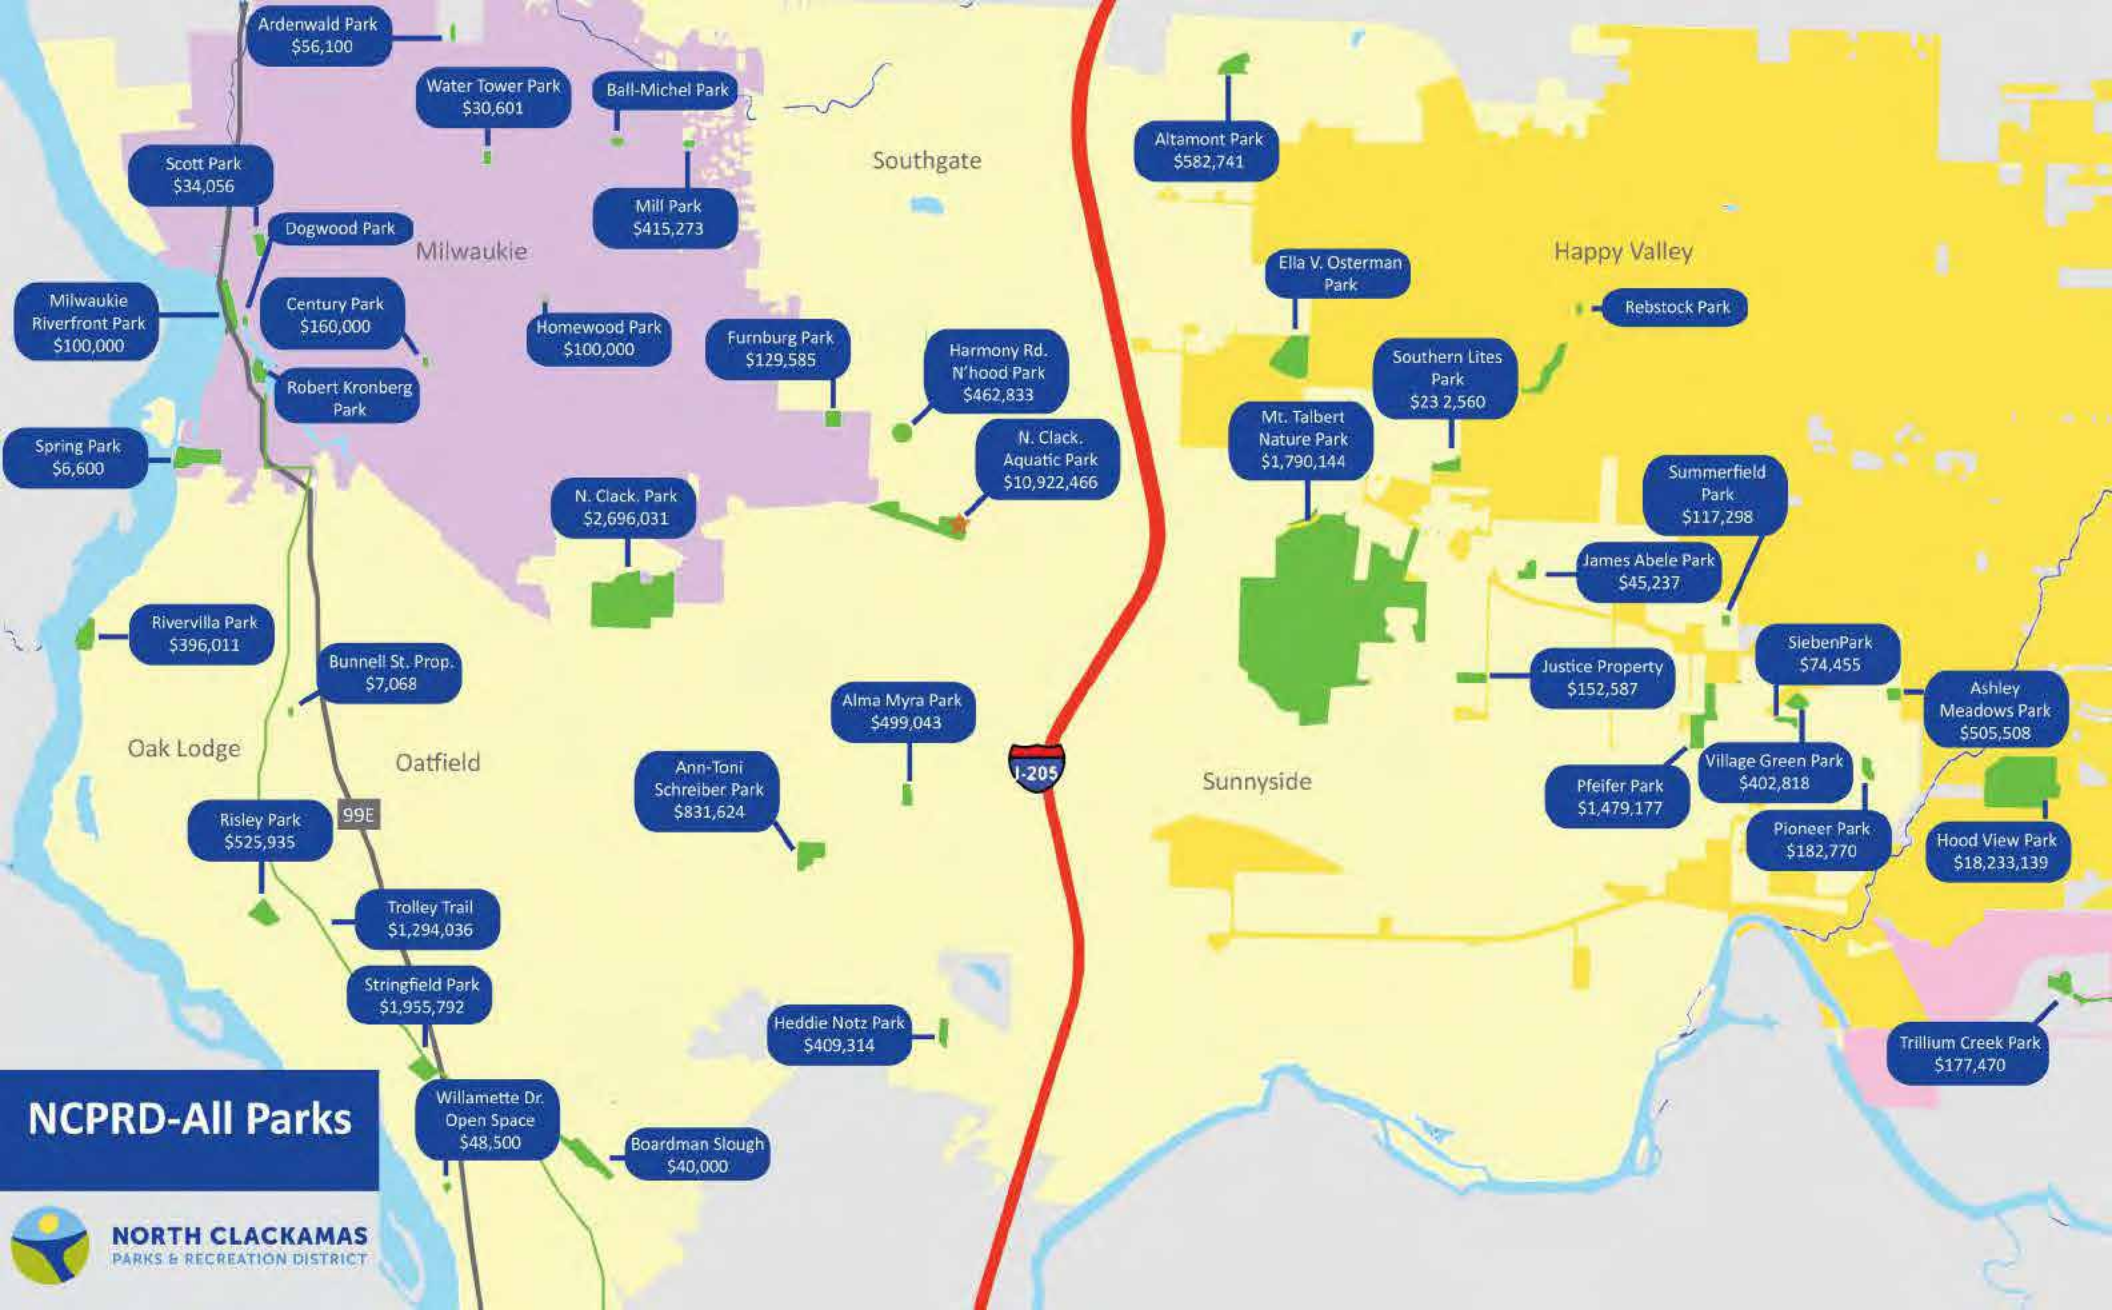 Ardenwald Park
$56,100
Water Tower Park
$30,601
Ball-Michel Park
Altamont Park
$582,741
Scott Park
$34,056
Southgate
Mill Park
$415,273
Dogwood Park
Milwaukie
Happy Valley
Ella V. Osterman
Park
Rebstock Park
Milwaukie
Riverfront Park
$100,000
Century Park
$160,000
Homewood Park
$100,000
Furnburg Park
$129,585
Harmony Rd.
N'hood Park
$462,833
Southern Lites
Park
$23 2,560
Robert Kronberg
Park
Mt. Talbert
Nature Park
$1,790,144
Spring Park
$6,600
N. Clack.
Aquatic Park
$10,922,466
Summerfield
Park
$117,298
N. Clack. Park
$2,696,031
James Abele Park
$45,237
Rivervilla Park
$396,011
Bunnell St. Prop.
$7,068
SiebenPark
$74,455
Justice Property
$152,587
Ashley
Meadows Park
$505,508
Alma Myra Park
$499,043
Oak Lodge
Oatfield
Ann-Toni
Schreiber Park
$831,624
I-205
Sunnyside
Pfeifer Park
$1,479,177
Village Green Park
$402,818
Risley Park
$525,935
99E
Pioneer Park
$182,770
Hood View Park
$18,233,139
Trolley Trail
$1,294,036
Stringfield Park
$1,955,792
Heddie Notz Park
$409,314
Trillium Creek Park
$177,470
Willamette Dr.
Open Space
$48,500
Boardman Slough
$40,000
NCPRD-All Parks
NORTH CLACKAMAS
PARKS & RECREATION DISTRICT